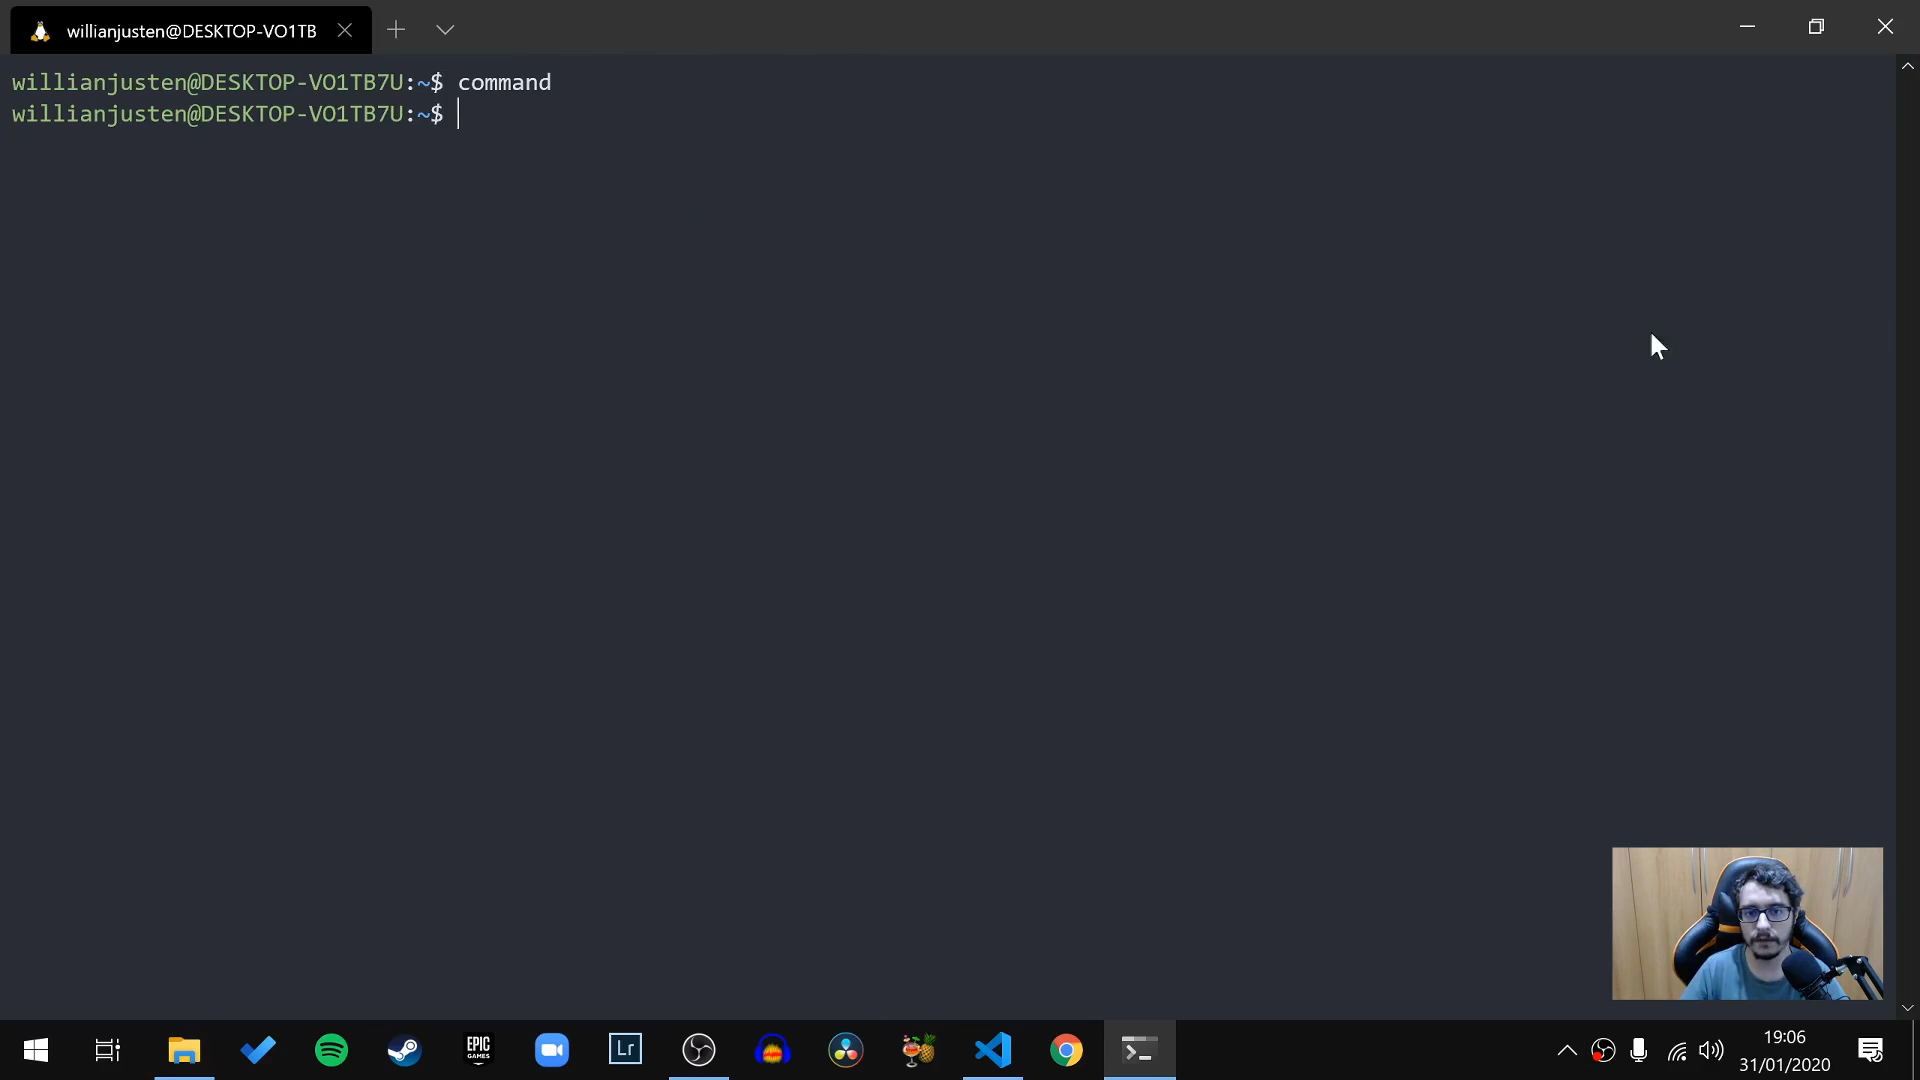 willianjusten@DESKTOP-VO1TB
willianjusten@DESKTOP-VO1TB7U:~$ command
willianjusten@DESKTOP-VO1TB7U:~$
EPIC
GAMES
Lr
19:06
31/01/2020